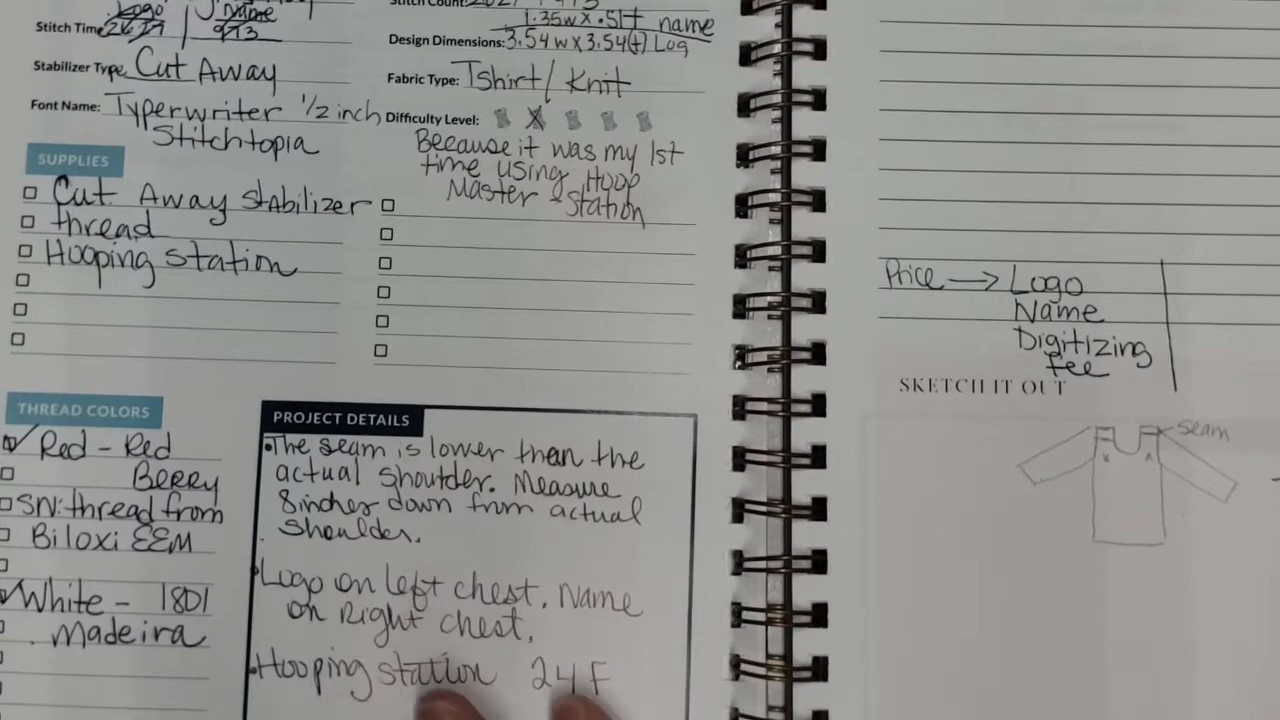 Logo | Name
Stitch Time: 973
Stitch Count:
1.35w x .51t name
Design Dimensions: 3.54w x 3.54(t) Log
Stabilizer Type: Cut Away
Fabric Type: Tshirt/ Knit
Font Name: Typerwriter 1/2 inch
Stitchtopia
Difficulty Level:
Because it was my 1st
time using Hoop
Master & Station
SUPPLIES
Cut Away stabilizer
thread
Hooping station
THREAD COLORS
Red - Red
Berry
SN: thread from
Biloxi EEM
White - 1801
Madeira
PROJECT DETAILS
•The seam is lower than the
actual shoulder. Measure
8inches down from actual
shoulder.
•Logo on left chest. Name
on Right chest.
•Hooping station 24 F
Price → Logo
Name
Digitizing
fee
SKETCH IT OUT
seam
x